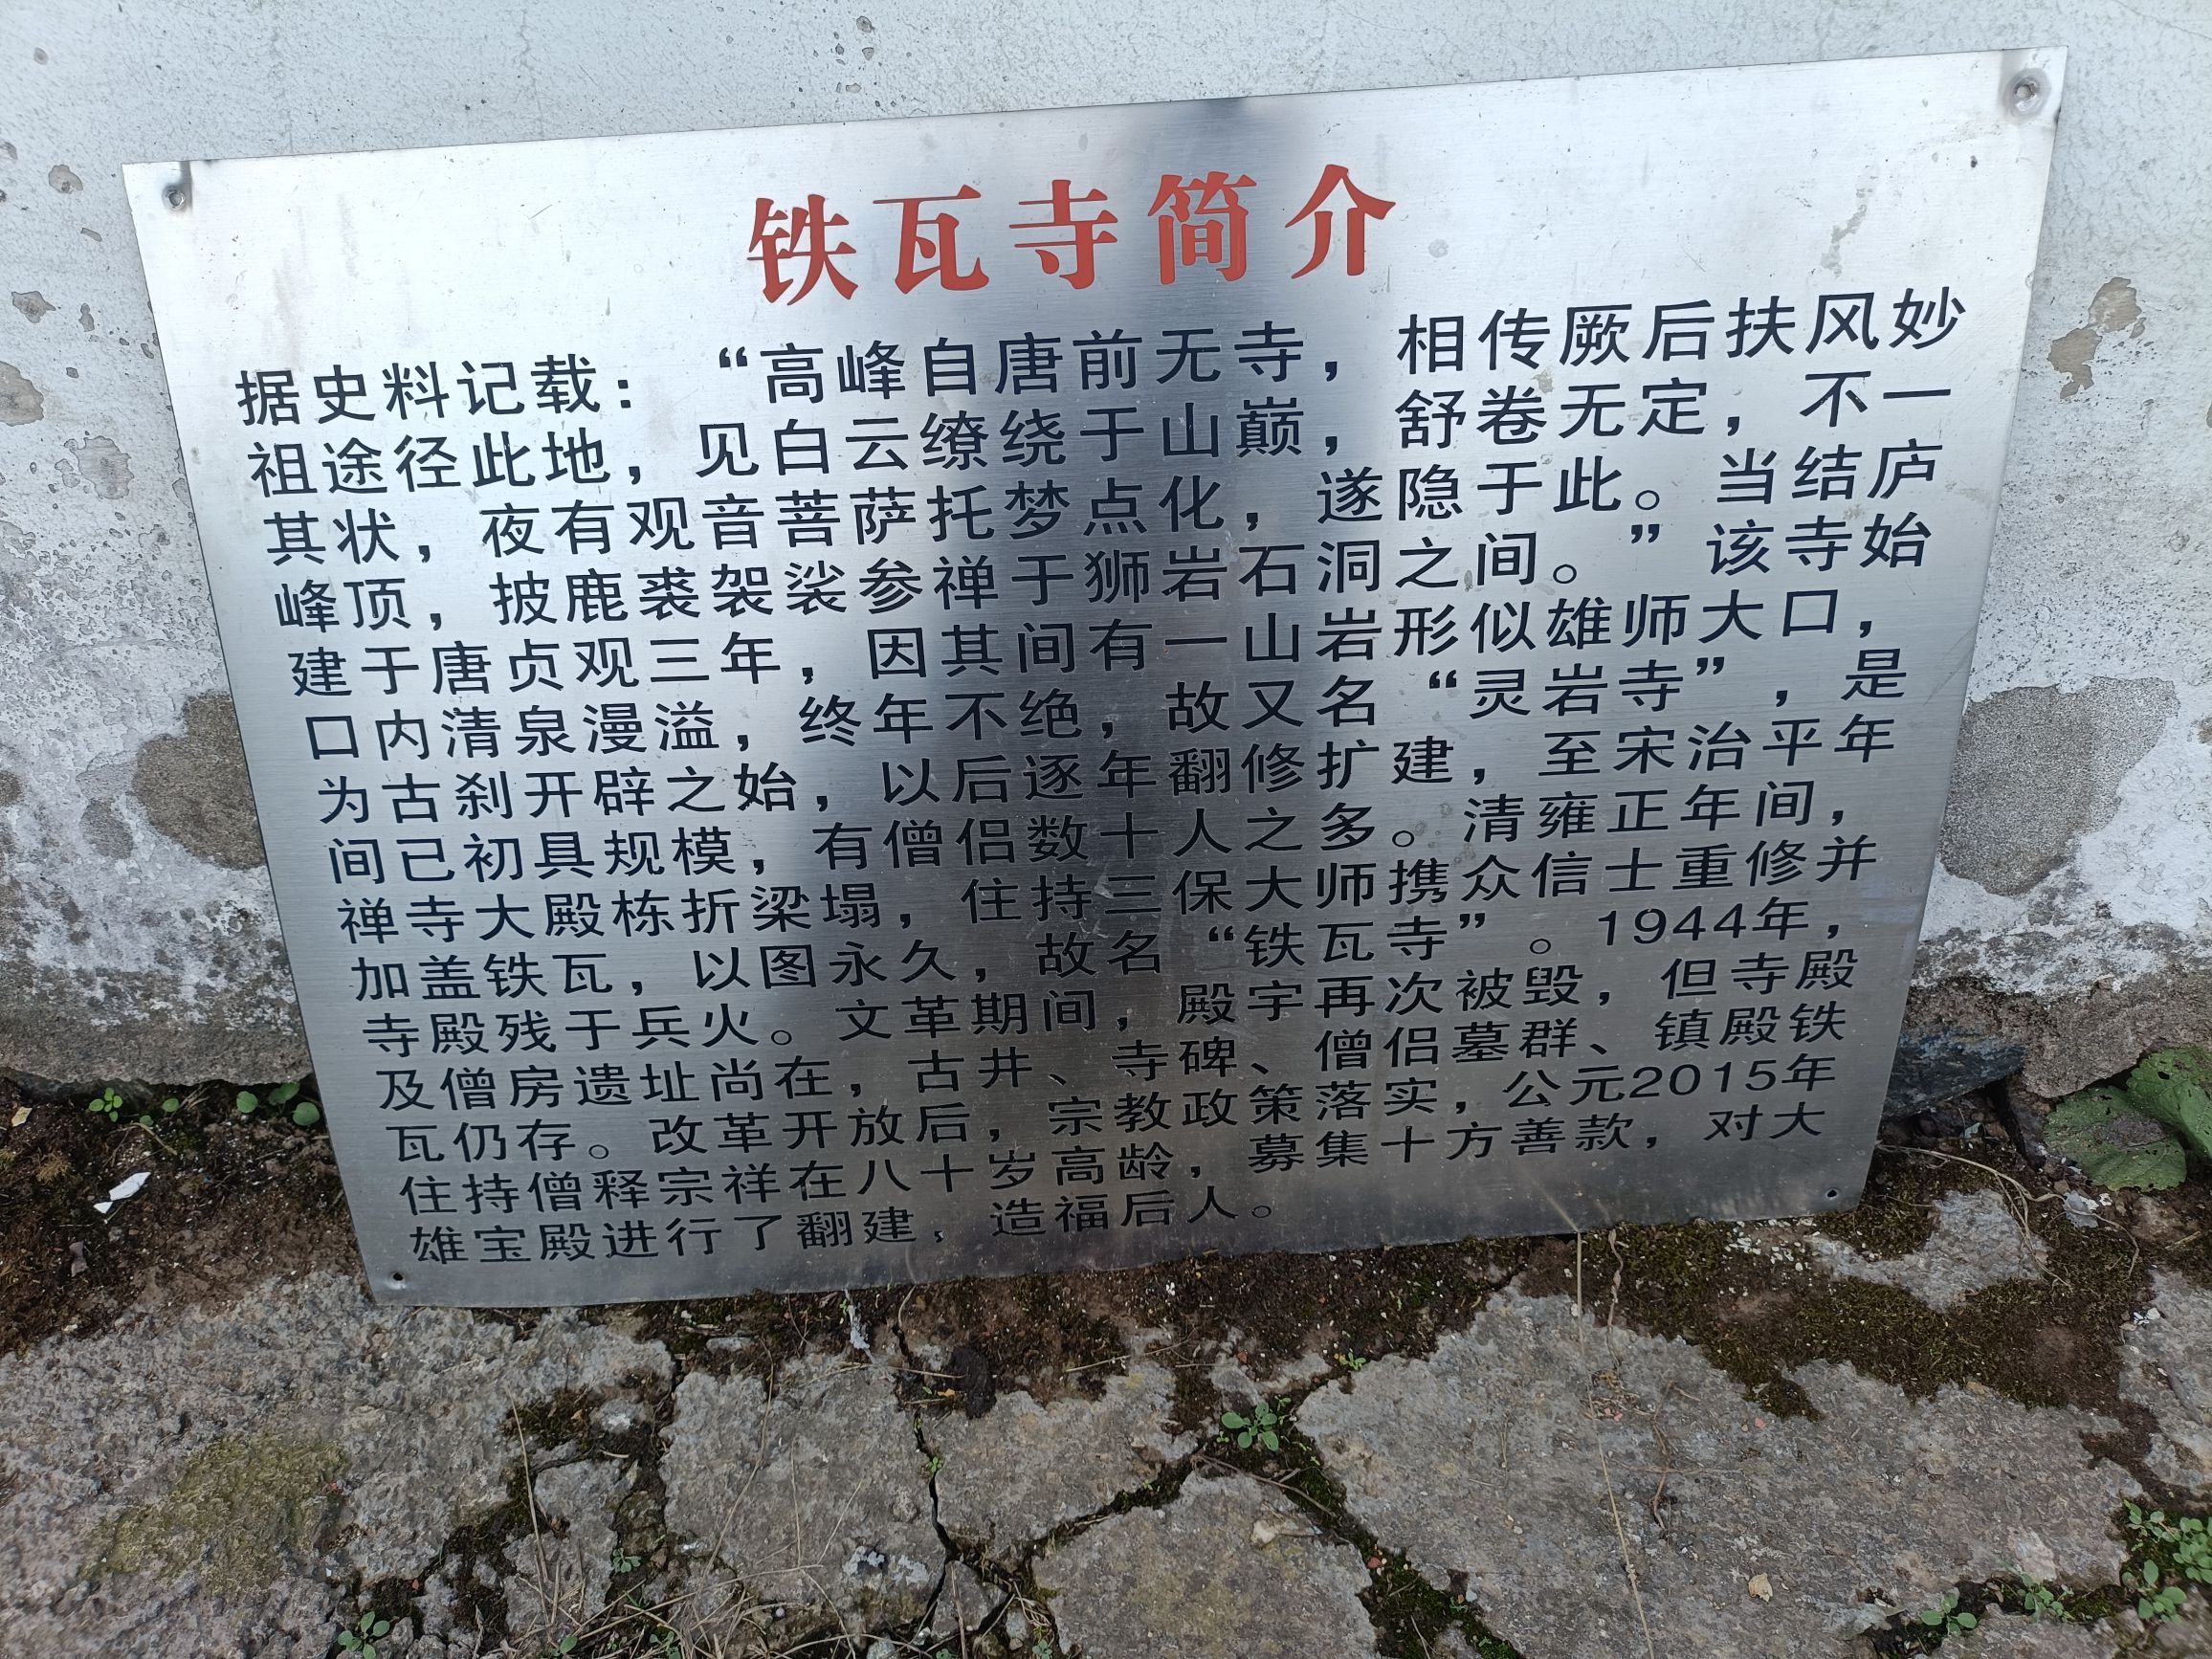 铁瓦寺简介
据史料记载：“高峰自唐前无寺，相传厥后扶风妙
祖途径此地，见白云缭绕于山巅，舒卷无定，不一
其状，夜有观音菩萨托梦点化，遂隐于此。当结庐
峰顶，披鹿裘袈裟参禅于狮岩石洞之间。”该寺始
建于唐贞观三年，因其间有一山岩形似雄师大口，
口内清泉漫溢，终年不绝，故又名“灵岩寺”，是
为古刹开辟之始，以后逐年翻修扩建，至宋治平年
间已初具规模，有僧侣数十人之多。清雍正年间，
禅寺大殿栋折梁塌，住持三保大师携众信士重修并
加盖铁瓦，以图永久，故名“铁瓦寺”。1944年，
寺殿残于兵火。文革期间，殿宇再次被毁，但寺殿
及僧房遗址尚在，古井、寺碑、僧侣墓群、镇殿铁
瓦仍存。改革开放后，宗教政策落实，公元2015年
住持僧释宗祥在八十岁高龄，募集十方善款，对大
雄宝殿进行了翻建，造福后人。